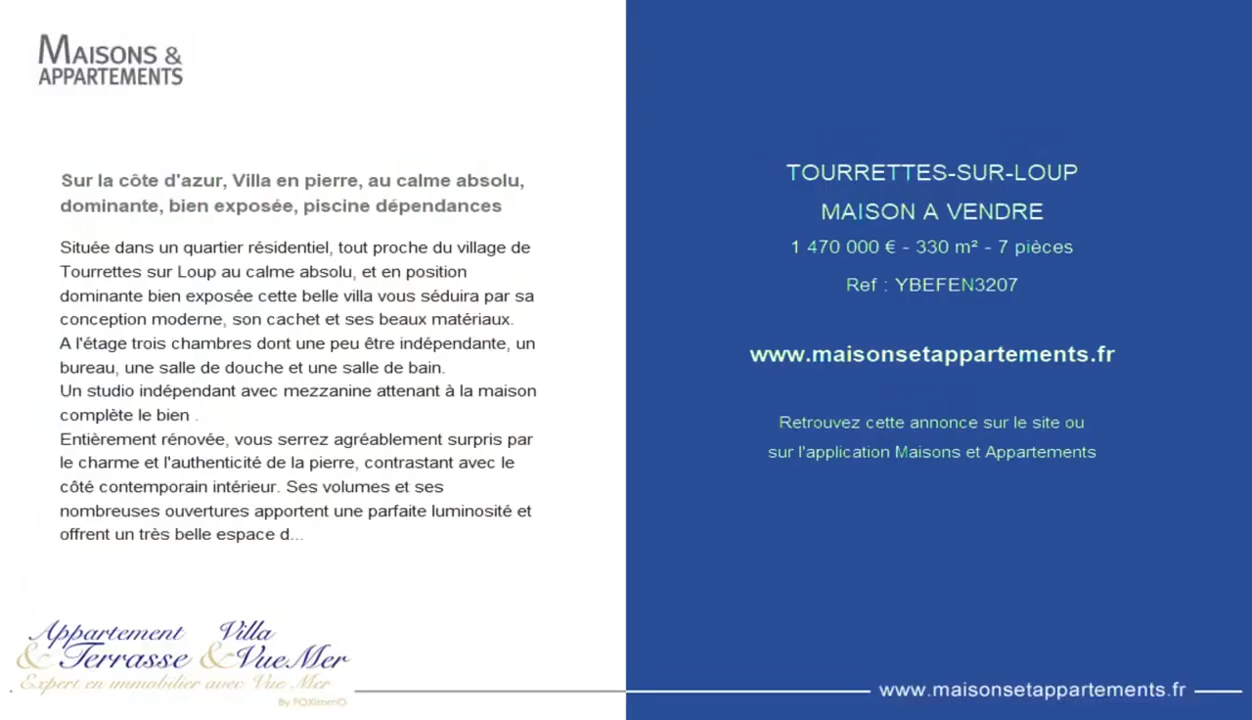 MAISONS &
APPARTEMENTS
Sur la côte d'azur, Villa en pierre, au calme absolu,
dominante, bien exposée, piscine dépendances
Située dans un quartier résidentiel, tout proche du village de
Tourrettes sur Loup au calme absolu, et en position
dominante bien exposée cette belle villa vous séduira par sa
conception moderne, son cachet et ses beaux matériaux.
A l'étage trois chambres dont une peu être indépendante, un
bureau, une salle de douche et une salle de bain.
Un studio indépendant avec mezzanine attenant à la maison
complète le bien .
Entièrement rénovée, vous serrez agréablement surpris par
le charme et l'authenticité de la pierre, contrastant avec le
côté contemporain intérieur. Ses volumes et ses
nombreuses ouvertures apportent une parfaite luminosité et
offrent un très belle espace d...
Appartement Villa
& Terrasse & Vue Mer
Expert en immobilier avec Vue Mer
By FOXimmO
TOURRETTES-SUR-LOUP
MAISON A VENDRE
1 470 000 € - 330 m² - 7 pièces
Ref : YBEFEN3207
www.maisonsetappartements.fr
Retrouvez cette annonce sur le site ou
sur l'application Maisons et Appartements
www.maisonsetappartements.fr